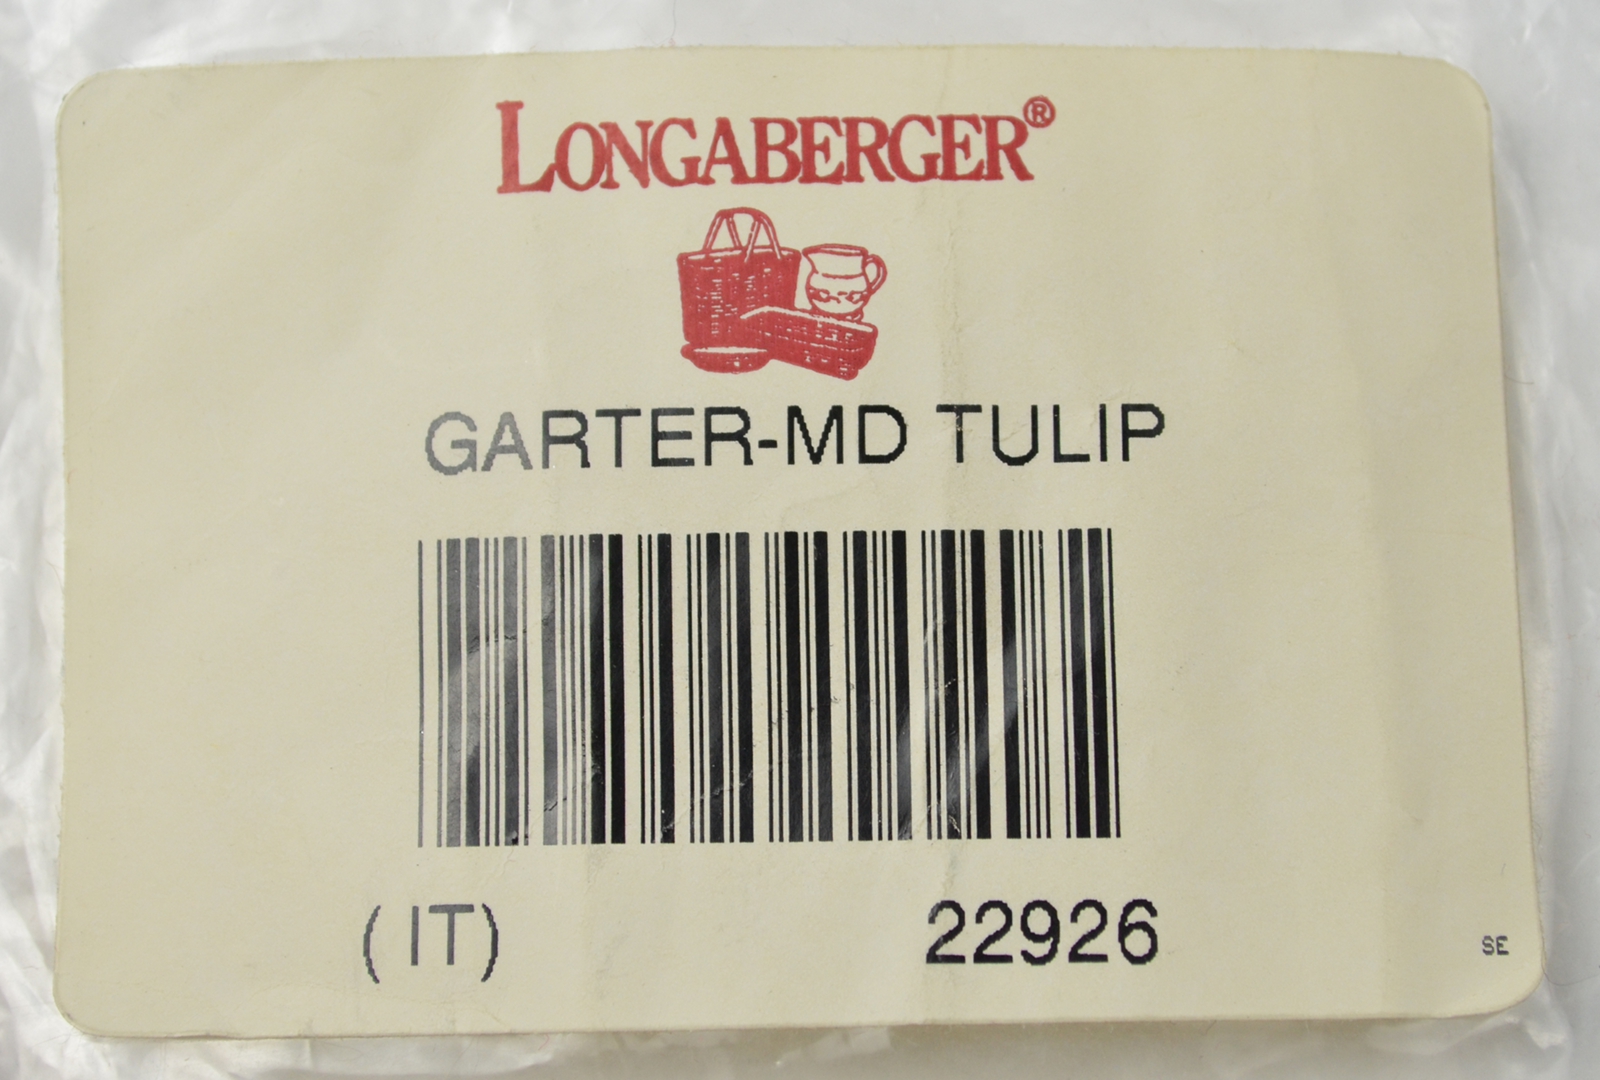 LONGABERGER®
GARTER-MD TULIP
( IT) 22926
SE